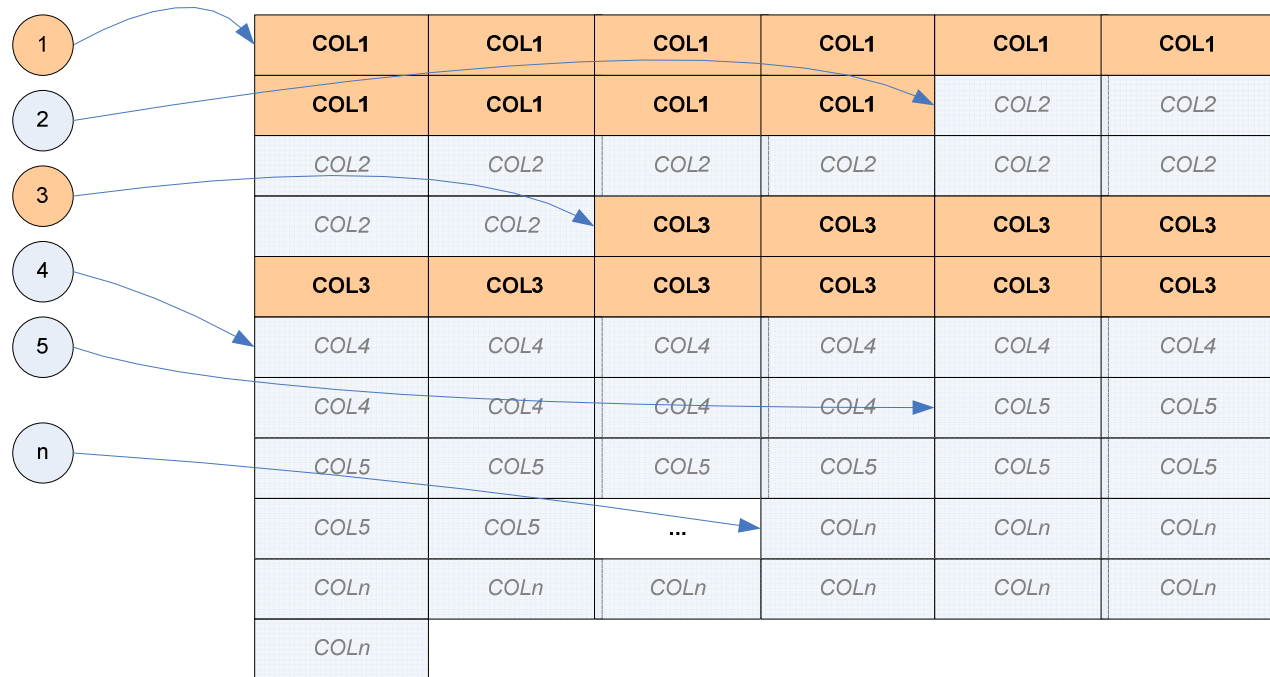 1 COL1 COL1 COL1 COL1 COL1 COL1
2 COL1 COL1 COL1 COL1 COL2 COL2
COL2 COL2 COL2 COL2 COL2 COL2
3 COL2 COL2 COL3 COL3 COL3 COL3
4 COL3 COL3 COL3 COL3 COL3 COL3
5 COL4 COL4 COL4 COL4 COL4 COL4
COL4 COL4 COL4 COL4 COL5 COL5
n COL5 COL5 COL5 COL5 COL5 COL5
COL5 COL5 ... COLn COLn COLn
COLn COLn COLn COLn COLn COLn
COLn